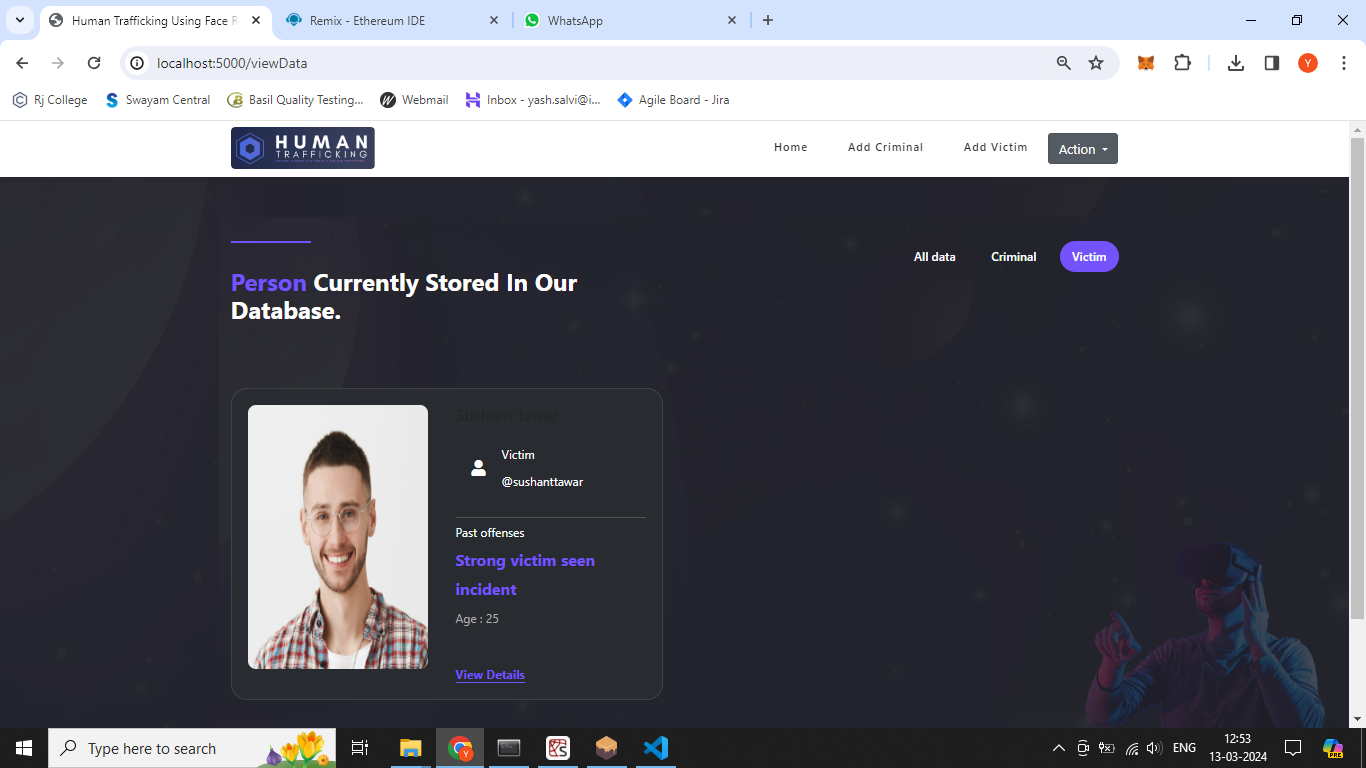 Human Trafficking Using Face R
Remix - Ethereum IDE
WhatsApp
localhost:5000/viewData
Y
Rj College
Swayam Central
Basil Quality Testing...
Webmail
Inbox - yash.salvi@i...
Agile Board - Jira
HUMAN
TRAFFICKING
Home
Add Criminal
Add Victim
Action
All data
Criminal
Victim
Person Currently Stored In Our
Database.
Sushant tawar
Victim
@sushanttawar
Past offenses
Strong victim seen
incident
Age : 25
View Details
Type here to search
ENG
12:53
13-03-2024
PRE